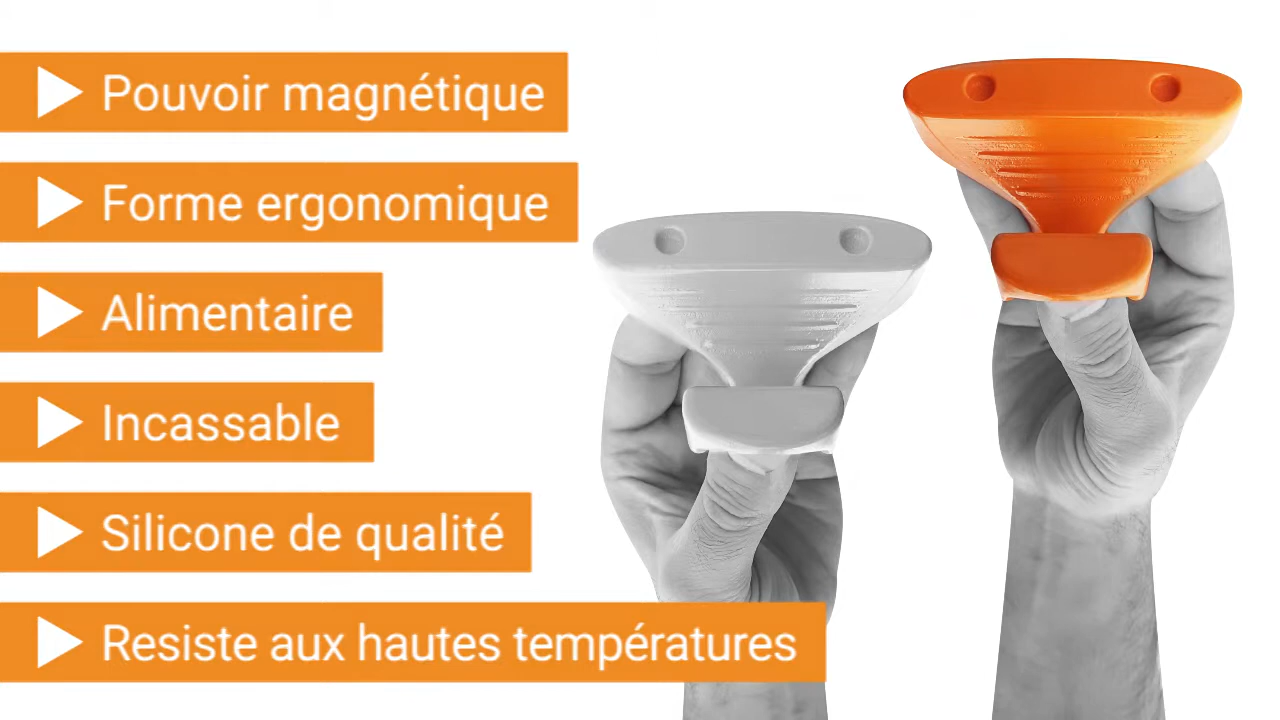 Pouvoir magnétique
Forme ergonomique
Alimentaire
Incassable
Silicone de qualité
Resiste aux hautes températures